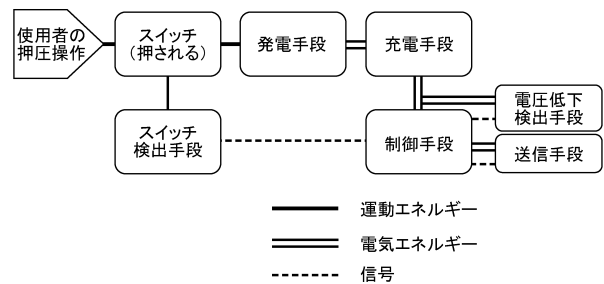 使用者の
押圧操作
スイッチ
（押される）
発電手段
充電手段
電圧低下
検出手段
スイッチ
検出手段
制御手段
送信手段
運動エネルギー
電気エネルギー
信号